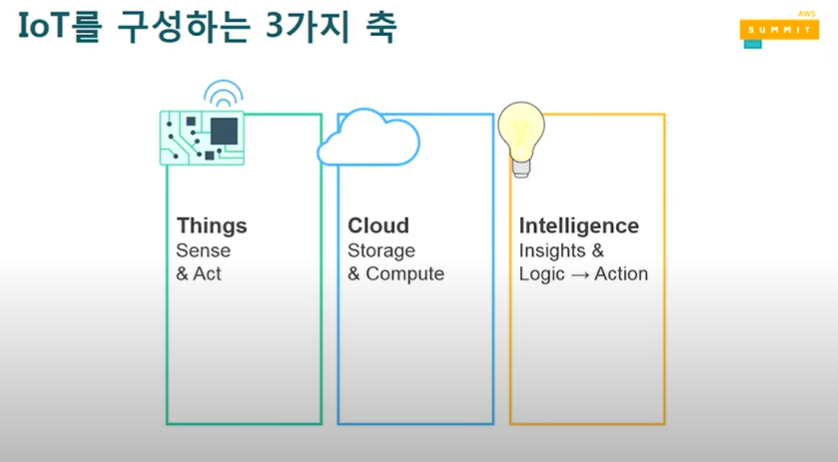 IoT를 구성하는 3가지 축
AWS
SUMMIT
Things
Sense
& Act
Cloud
Storage
& Compute
Intelligence
Insights &
Logic → Action